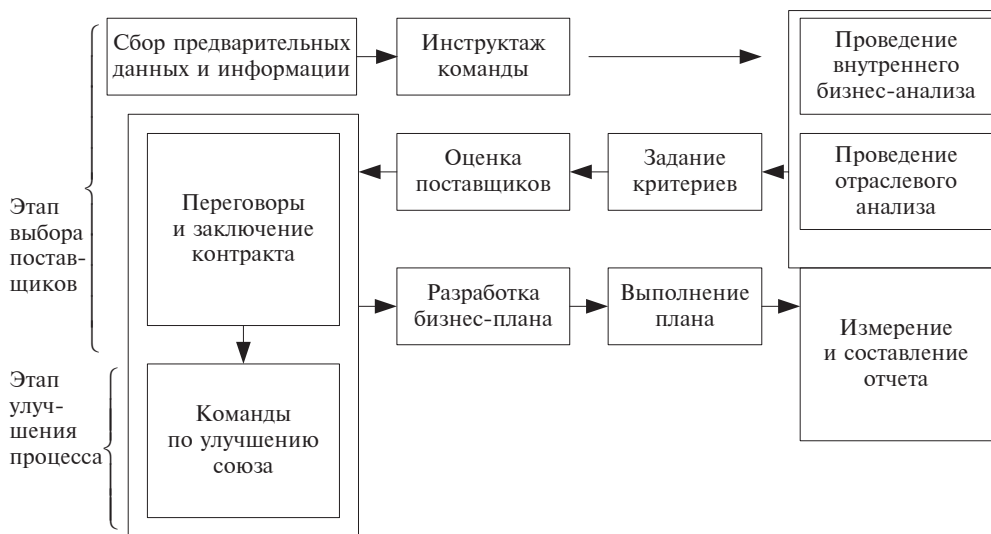 Сбор предварительных
данных и информации
Инструктаж
команды
Проведение
внутреннего
бизнес-анализа
Проведение
отраслевого
анализа
Задание
критериев
Оценка
поставщиков
Переговоры
и заключение
контракта
Этап
выбора
постав-
щиков
Разработка
бизнес-плана
Выполнение
плана
Измерение
и составление
отчета
Этап
улуч-
шения
процесса
Команды
по улучшению
союза